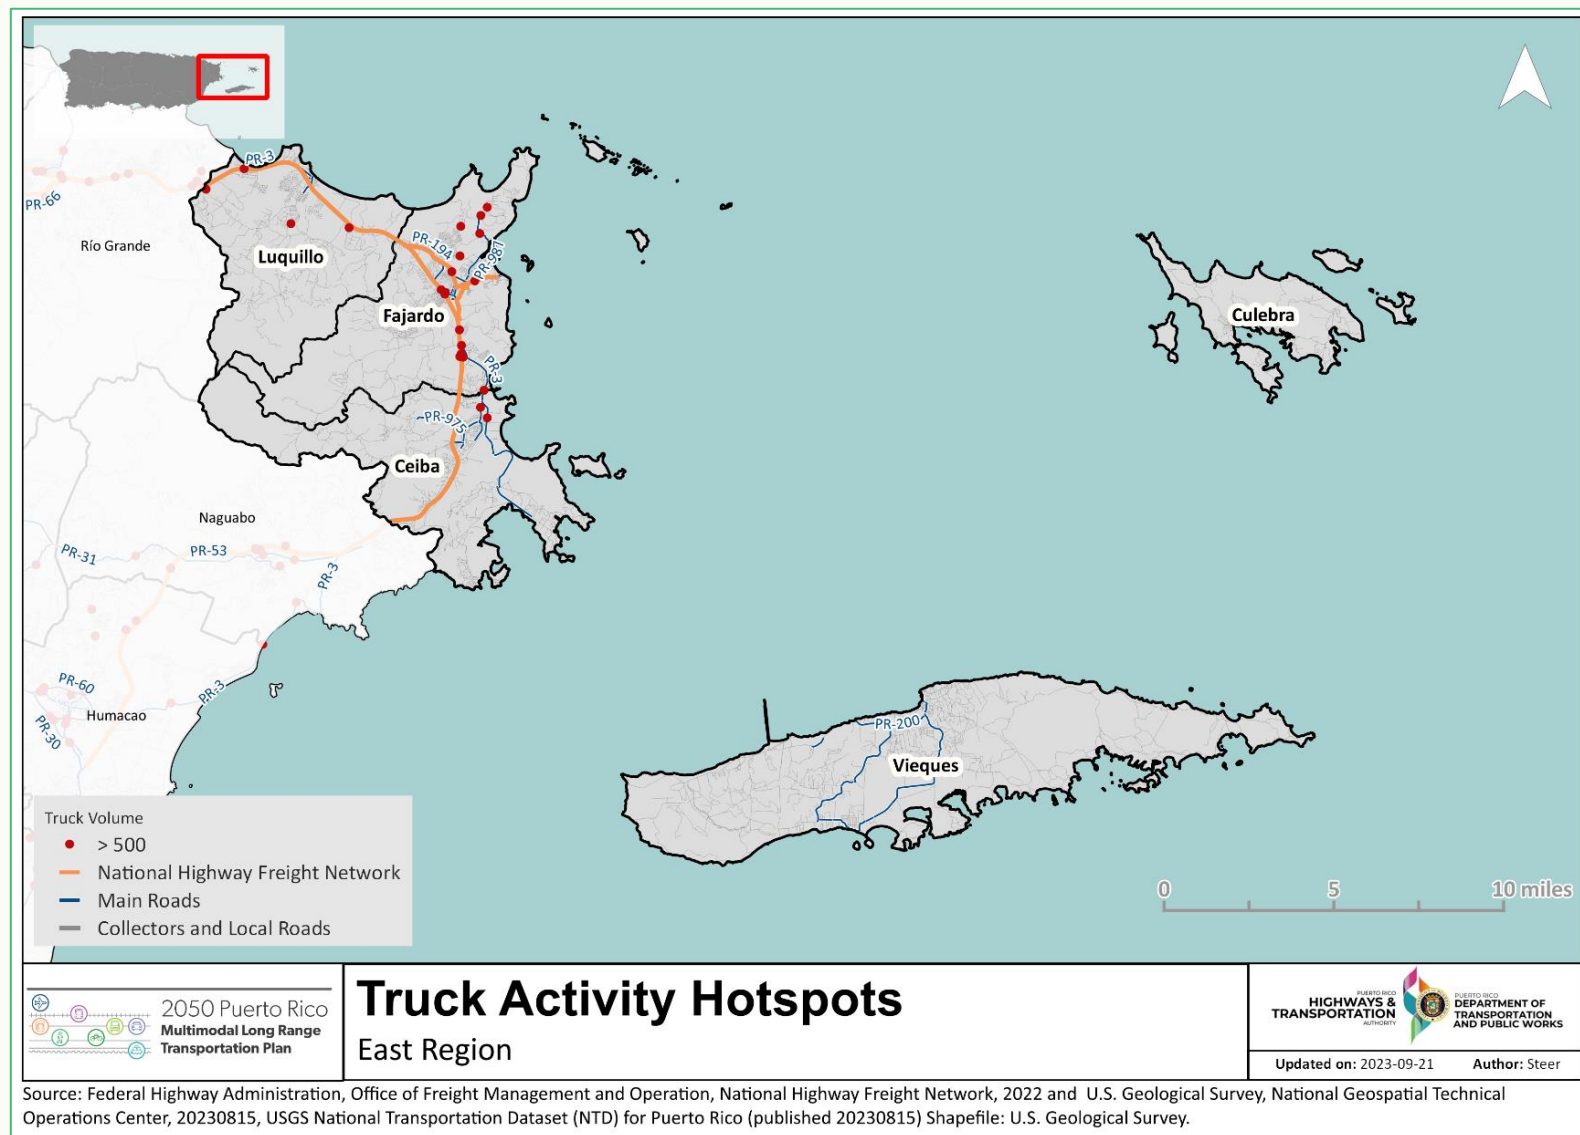 PR-3
PR-66
Río Grande
Luquillo
PR-194
PR-987
Fajardo
PR-3
PR-975
Ceiba
Culebra
Naguabo
PR-31
PR-53
PR-3
PR-60
PR-3
Humacao
PR-30
PR-200
Vieques
Truck Volume
> 500
National Highway Freight Network
Main Roads
Collectors and Local Roads
0 5 10 miles
2050 Puerto Rico
Multimodal Long Range
Transportation Plan
Truck Activity Hotspots
East Region
PUERTO RICO
HIGHWAYS &
TRANSPORTATION
AUTHORITY
PUERTO RICO
DEPARTMENT OF
TRANSPORTATION
AND PUBLIC WORKS
Updated on: 2023-09-21 Author: Steer
Source: Federal Highway Administration, Office of Freight Management and Operation, National Highway Freight Network, 2022 and U.S. Geological Survey, National Geospatial Technical
Operations Center, 20230815, USGS National Transportation Dataset (NTD) for Puerto Rico (published 20230815) Shapefile: U.S. Geological Survey.